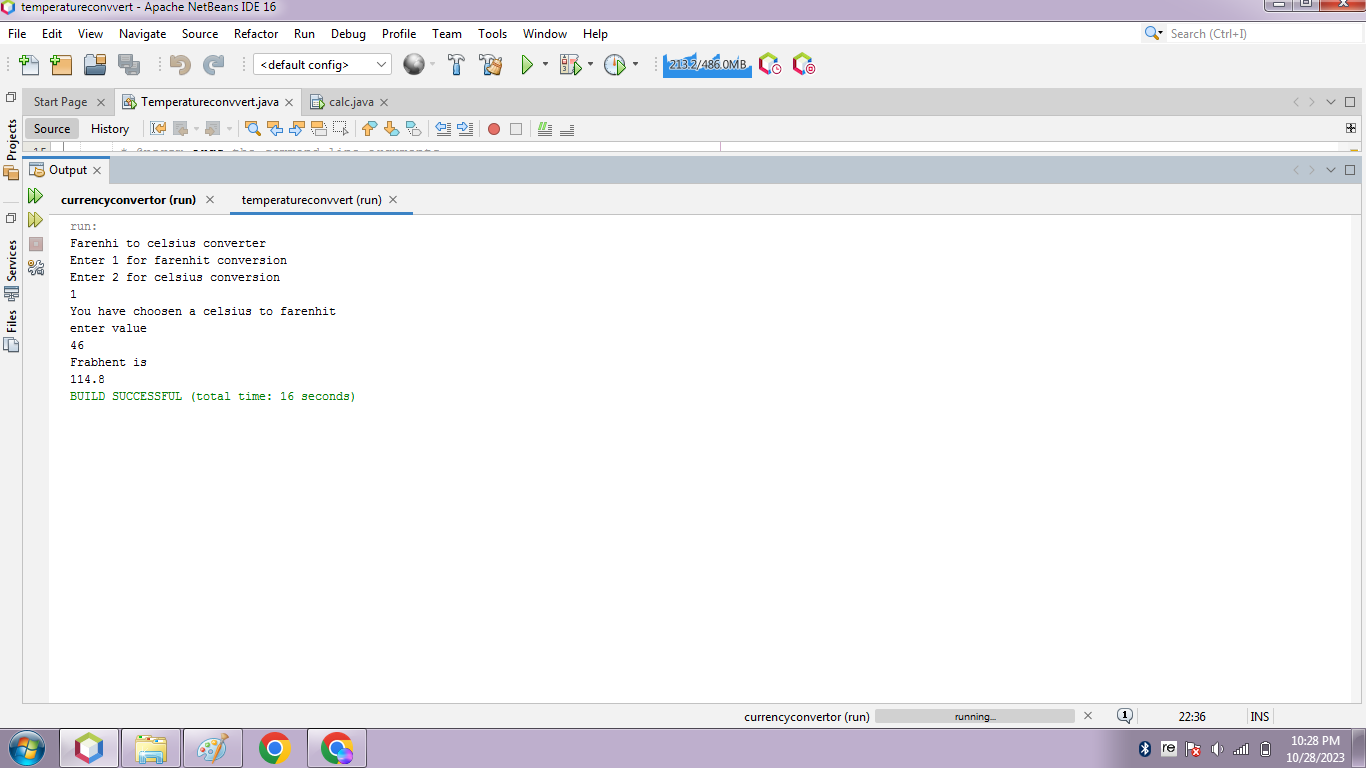 temperatureconvvert - Apache NetBeans IDE 16
File Edit View Navigate Source Refactor Run Debug Profile Team Tools Window Help
Search (Ctrl+I)
<default config>
213.2/486.0MB
Start Page
Temperatureconvvert.java
calc.java
Source History
Projects
Services
Files
Output
currencyconvertor (run)
temperatureconvvert (run)
run:
Farenhi to celsius converter
Enter 1 for farenhit conversion
Enter 2 for celsius conversion
1
You have choosen a celsius to farenhit
enter value
46
Frabhent is
114.8
BUILD SUCCESSFUL (total time: 16 seconds)
currencyconvertor (run)
running...
1
22:36
INS
re
10:28 PM
10/28/2023